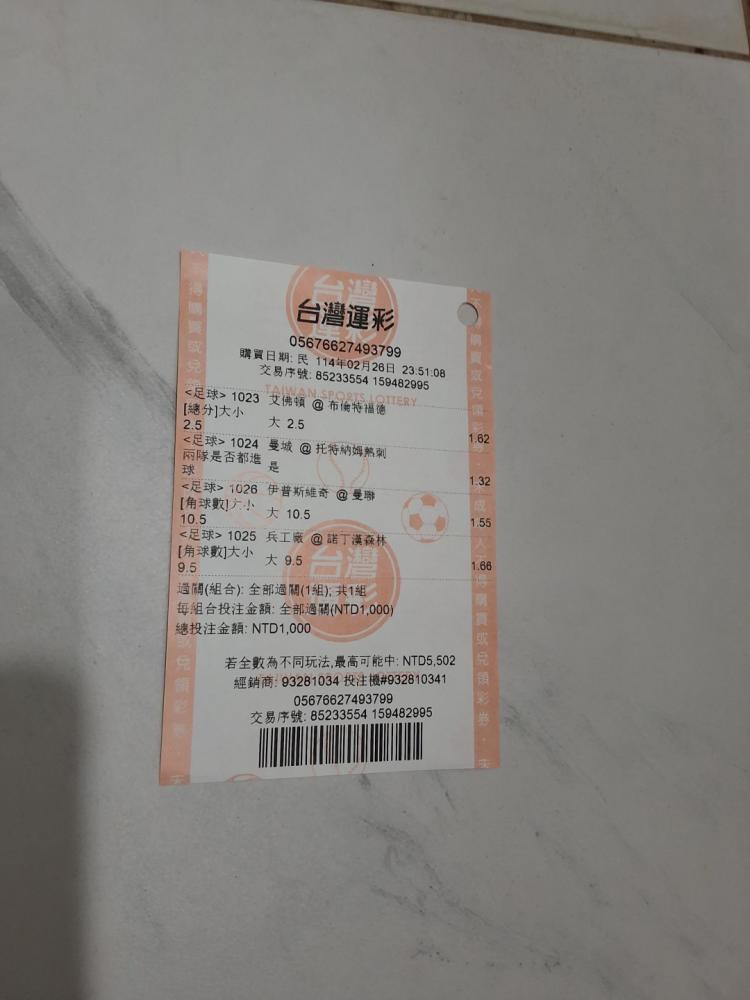 台灣運彩
05676627493799
購買日期: 民 114年02月26日 23:51:08
交易序號: 85233554 159482995
TAIWAN SPORTS LOTTERY
<足球> 1023 艾佛頓 @ 布倫特福德
[總分]大小 大 2.5
2.5 1.62
<足球> 1024 曼城 @ 托特納姆熱刺
兩隊是否都進 是
球 1.32
<足球> 1026 伊普斯維奇 @ 曼聯
[角球數]大小 大 10.5
10.5 1.55
<足球> 1025 兵工廠 @ 諾丁漢森林
[角球數]大小 大 9.5
9.5 1.66
過關(組合): 全部過關(1組), 共1組
每組合投注金額: 全部過關(NTD1,000)
總投注金額: NTD1,000
若全數為不同玩法,最高可能中: NTD5,502
經銷商: 93281034 投注機#932810341
05676627493799
交易序號: 85233554 159482995